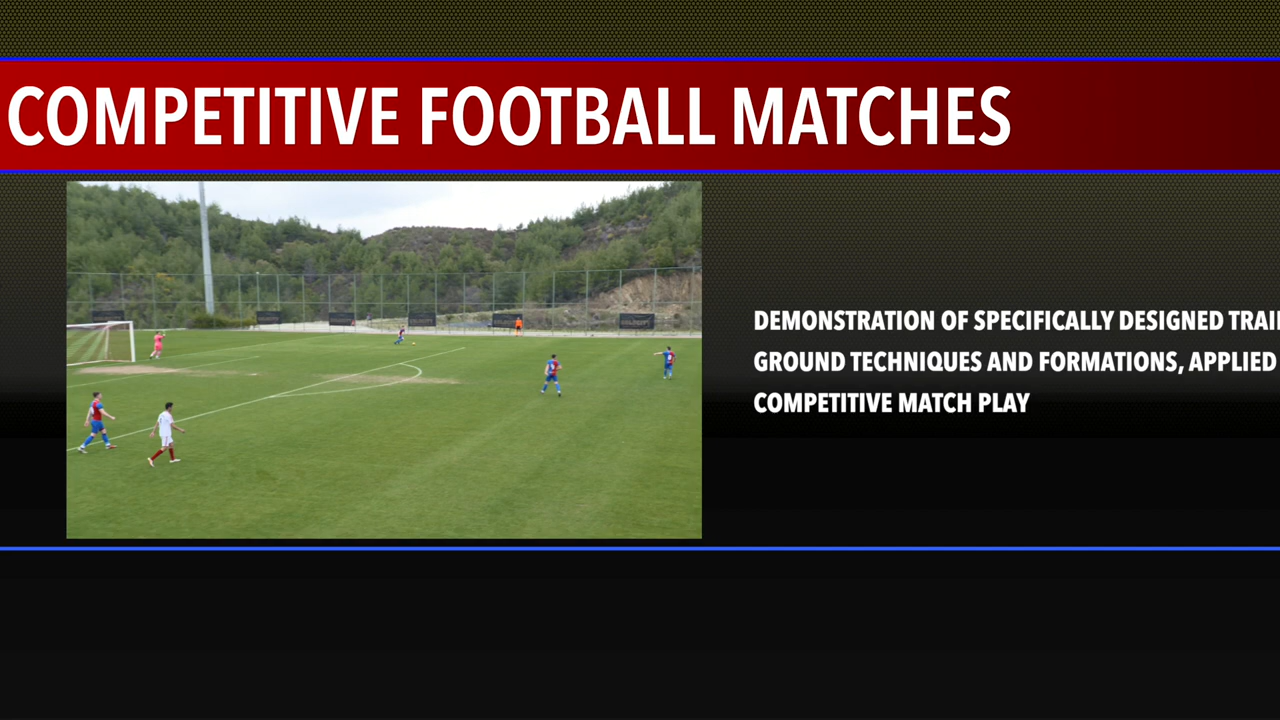 COMPETITIVE FOOTBALL MATCHES
DEMONSTRATION OF SPECIFICALLY DESIGNED TRAI
GROUND TECHNIQUES AND FORMATIONS, APPLIED
COMPETITIVE MATCH PLAY